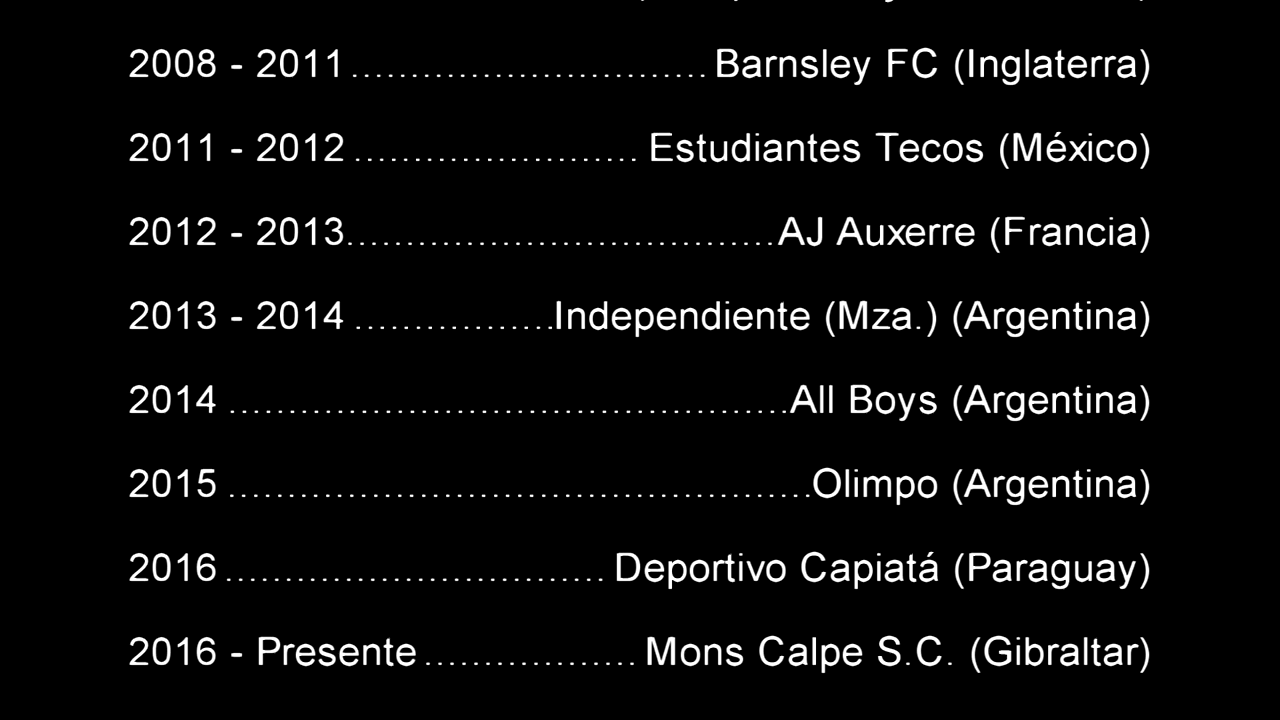 2008 - 2011 .............................. Barnsley FC (Inglaterra)
2011 - 2012 ........................ Estudiantes Tecos (México)
2012 - 2013.................................... AJ Auxerre (Francia)
2013 - 2014 .................Independiente (Mza.) (Argentina)
2014 ...............................................All Boys (Argentina)
2015 .................................................Olimpo (Argentina)
2016 ................................ Deportivo Capiatá (Paraguay)
2016 - Presente .................. Mons Calpe S.C. (Gibraltar)